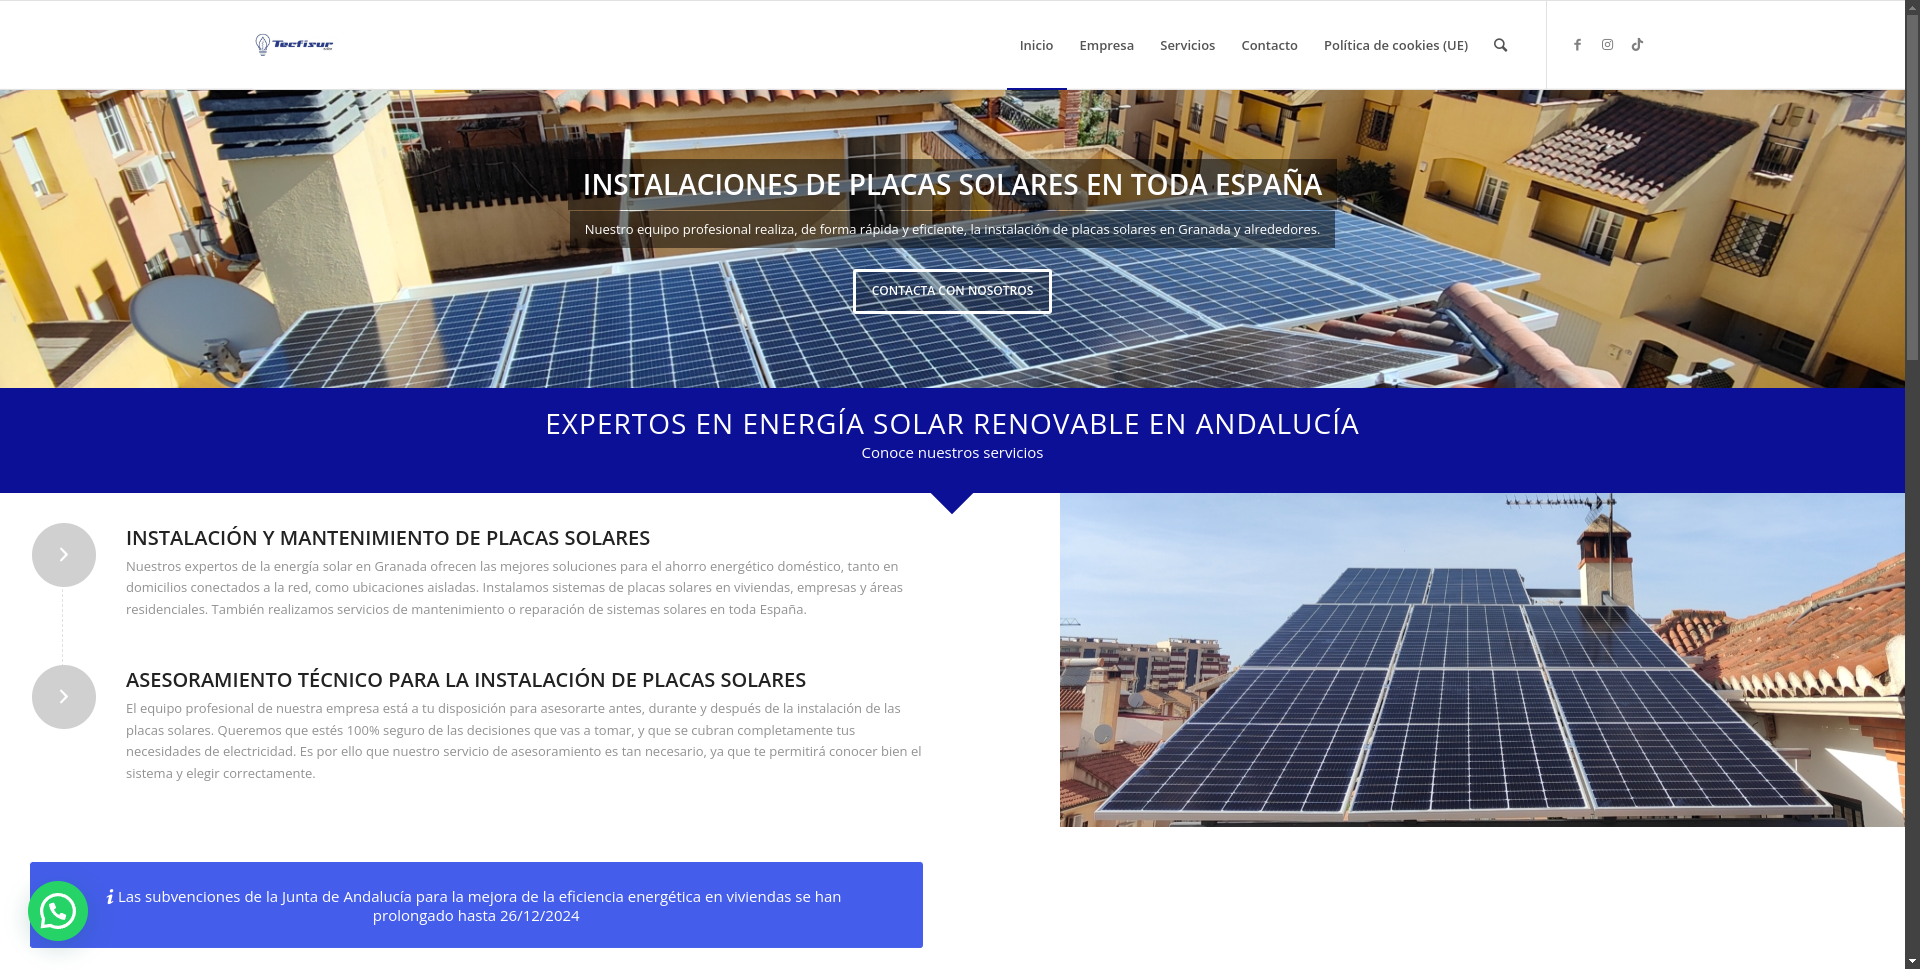 Tecfisur
Inicio
Empresa
Servicios
Contacto
Política de cookies (UE)
INSTALACIONES DE PLACAS SOLARES EN TODA ESPAÑA
Nuestro equipo profesional realiza, de forma rápida y eficiente, la instalación de placas solares en Granada y alrededores.
CONTACTA CON NOSOTROS
EXPERTOS EN ENERGÍA SOLAR RENOVABLE EN ANDALUCÍA
Conoce nuestros servicios
INSTALACIÓN Y MANTENIMIENTO DE PLACAS SOLARES
Nuestros expertos de la energía solar en Granada ofrecen las mejores soluciones para el ahorro energético doméstico, tanto en
domicilios conectados a la red, como ubicaciones aisladas. Instalamos sistemas de placas solares en viviendas, empresas y áreas
residenciales. También realizamos servicios de mantenimiento o reparación de sistemas solares en toda España.
ASESORAMIENTO TÉCNICO PARA LA INSTALACIÓN DE PLACAS SOLARES
El equipo profesional de nuestra empresa está a tu disposición para asesorarte antes, durante y después de la instalación de las
placas solares. Queremos que estés 100% seguro de las decisiones que vas a tomar, y que se cubran completamente tus
necesidades de electricidad. Es por ello que nuestro servicio de asesoramiento es tan necesario, ya que te permitirá conocer bien el
sistema y elegir correctamente.
Las subvenciones de la Junta de Andalucía para la mejora de la eficiencia energética en viviendas se han
prolongado hasta 26/12/2024